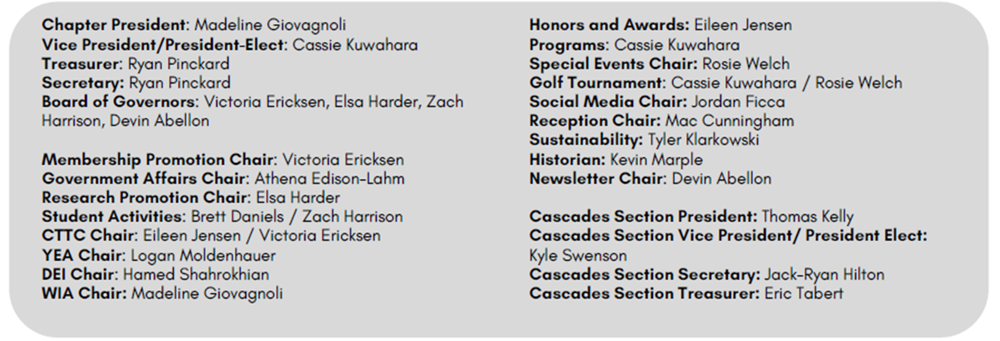 Chapter President: Madeline Giovagnoli
Vice President/President-Elect: Cassie Kuwahara
Treasurer: Ryan Pinckard
Secretary: Ryan Pinckard
Board of Governors: Victoria Ericksen, Elsa Harder, Zach
Harrison, Devin Abellon
Membership Promotion Chair: Victoria Ericksen
Government Affairs Chair: Athena Edison-Lahm
Research Promotion Chair: Elsa Harder
Student Activities: Brett Daniels / Zach Harrison
CTTC Chair: Eileen Jensen / Victoria Ericksen
YEA Chair: Logan Moldenhauer
DEI Chair: Hamed Shahrokhian
WIA Chair: Madeline Giovagnoli
Honors and Awards: Eileen Jensen
Programs: Cassie Kuwahara
Special Events Chair: Rosie Welch
Golf Tournament: Cassie Kuwahara / Rosie Welch
Social Media Chair: Jordan Ficca
Reception Chair: Mac Cunningham
Sustainability: Tyler Klarkowski
Historian: Kevin Marple
Newsletter Chair: Devin Abellon
Cascades Section President: Thomas Kelly
Cascades Section Vice President/ President Elect:
Kyle Swenson
Cascades Section Secretary: Jack-Ryan Hilton
Cascades Section Treasurer: Eric Tabert